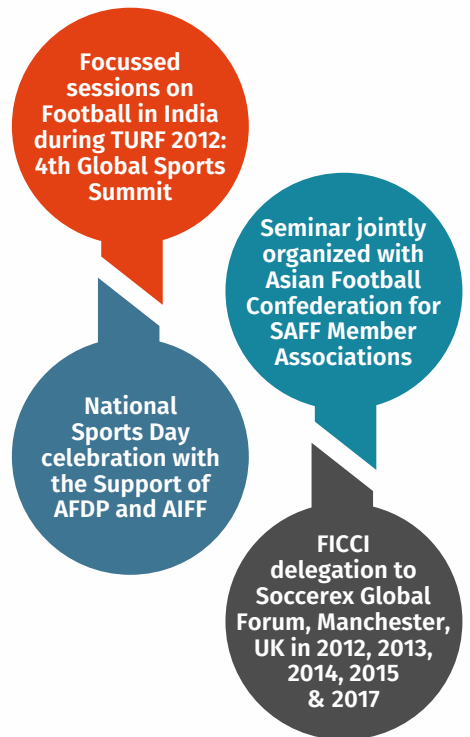 Focussed
sessions on
Football in India
during TURF 2012:
4th Global Sports
Summit
Seminar jointly
organized with
Asian Football
Confederation for
SAFF Member
Associations
National
Sports Day
celebration with
the Support of
AFDP and AIFF
FICCI
delegation to
Soccerex Global
Forum, Manchester,
UK in 2012, 2013,
2014, 2015
& 2017